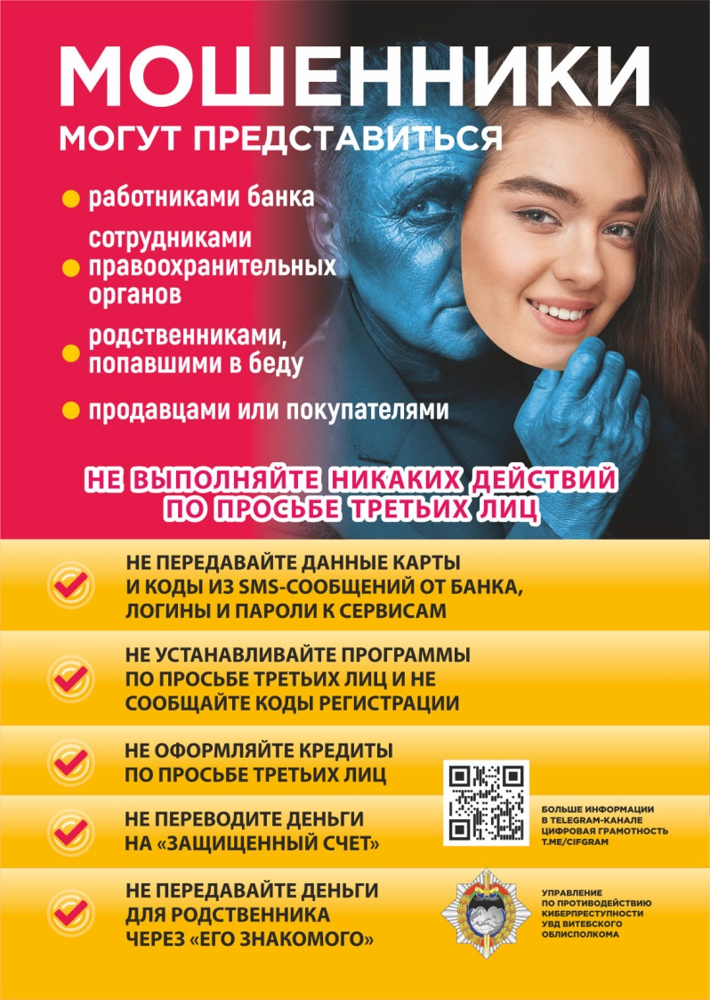 МОШЕННИКИ
МОГУТ ПРЕДСТАВИТЬСЯ
работниками банка
сотрудниками
правоохранительных
органов
родственниками,
попавшими в беду
продавцами или покупателями
НЕ ВЫПОЛНЯЙТЕ НИКАКИХ ДЕЙСТВИЙ
ПО ПРОСЬБЕ ТРЕТЬИХ ЛИЦ
НЕ ПЕРЕДАВАЙТЕ ДАННЫЕ КАРТЫ
И КОДЫ ИЗ SMS-СООБЩЕНИЙ ОТ БАНКА,
ЛОГИНЫ И ПАРОЛИ К СЕРВИСАМ
НЕ УСТАНАВЛИВАЙТЕ ПРОГРАММЫ
ПО ПРОСЬБЕ ТРЕТЬИХ ЛИЦ И НЕ
СООБЩАЙТЕ КОДЫ РЕГИСТРАЦИИ
НЕ ОФОРМЛЯЙТЕ КРЕДИТЫ
ПО ПРОСЬБЕ ТРЕТЬИХ ЛИЦ
НЕ ПЕРЕВОДИТЕ ДЕНЬГИ
НА «ЗАЩИЩЕННЫЙ СЧЕТ»
БОЛЬШЕ ИНФОРМАЦИИ
В TELEGRAM-КАНАЛЕ
ЦИФРОВАЯ ГРАМОТНОСТЬ
T.ME/CIFGRAM
НЕ ПЕРЕДАВАЙТЕ ДЕНЬГИ
ДЛЯ РОДСТВЕННИКА
ЧЕРЕЗ «ЕГО ЗНАКОМОГО»
УПРАВЛЕНИЕ
ПО ПРОТИВОДЕЙСТВИЮ
КИБЕРПРЕСТУПНОСТИ
УВД ВИТЕБСКОГО
ОБЛИСПОЛКОМА